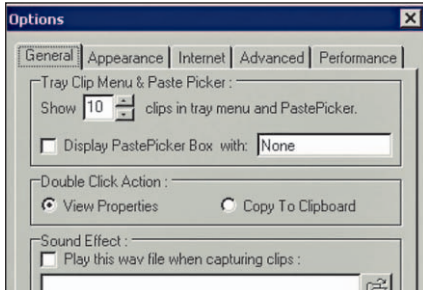 Options
General Appearance Internet Advanced Performance
Tray Clip Menu & Paste Picker :
Show 10 clips in tray menu and PastePicker.
Display PastePicker Box with: None
Double Click Action :
View Properties Copy To Clipboard
Sound Effect :
Play this wav file when capturing clips :